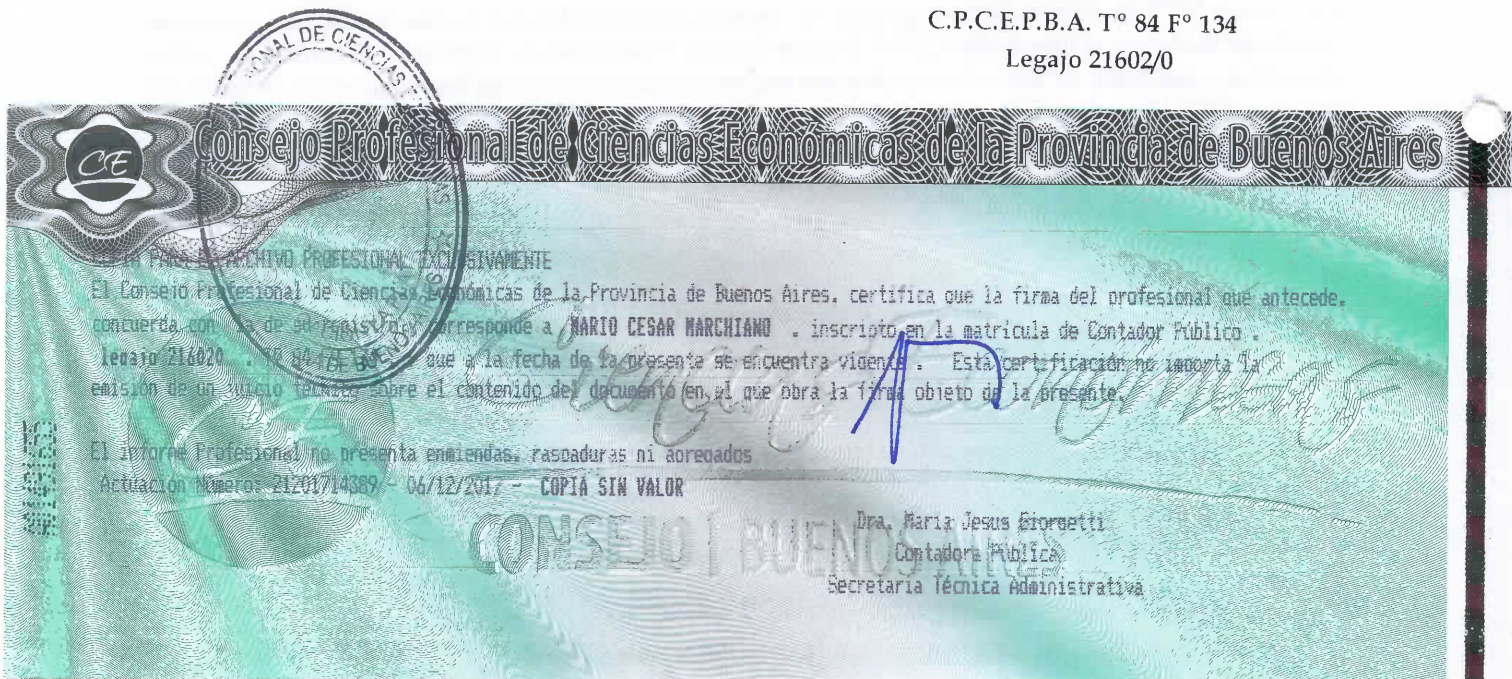 C.P.C.E.P.B.A. Tº 84 Fº 134
Legajo 21602/0
CE
Consejo Profesional de Ciencias Económicas de la Provincia de Buenos Aires
PARA ARCHIVO PROFESIONAL EXCLUSIVAMENTE
El Consejo Profesional de Ciencias Económicas de la Provincia de Buenos Aires, certifica que la firma del profesional que antecede,
concuerda con la de su registro y corresponde a MARIO CESAR MARCHIANO . inscripto en la matrícula de Contador Público .
legajo 216020 . que a la fecha de la presente se encuentra vigente . Esta certificación no importa la
emisión de un juicio técnico sobre el contenido del documento en el que obra la firma objeto de la presente.
El Informe Profesional no presenta enmiendas, raspaduras ni agregados
Actuación Número: 21201714389 - 06/12/2017 - COPIA SIN VALOR
CONSEJO | BUENOS AIRES
Dra. Maria Jesus Giorgetti
Contadora Pública
Secretaria Técnica Administrativa